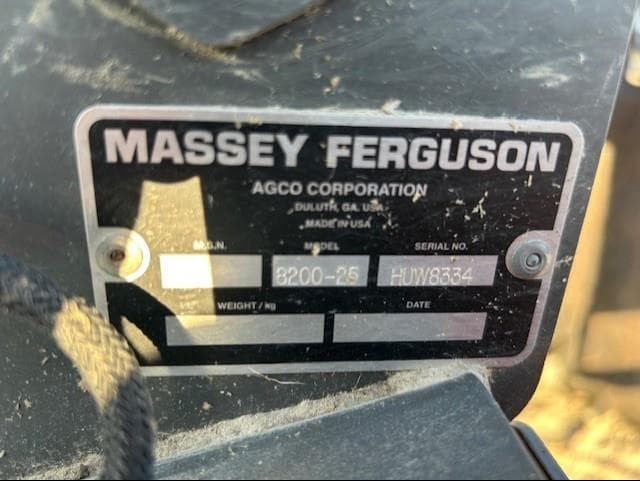 MASSEY FERGUSON
AGCO CORPORATION
DULUTH, GA. USA
MADE IN USA
M.G.N. MODEL SERIAL NO.
8200-25 HUW8334
WEIGHT / kg DATE